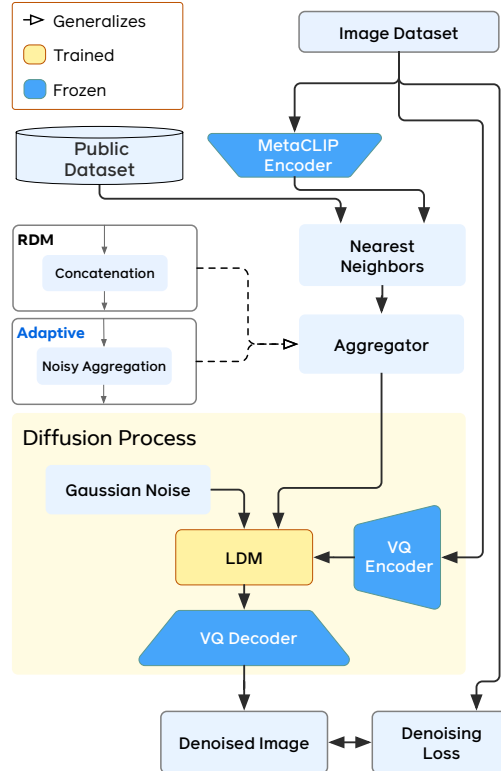 Generalizes
Trained
Frozen
Image Dataset
MetaCLIP
Encoder
Public
Dataset
Nearest
Neighbors
RDM
Concatenation
Adaptive
Noisy Aggregation
Aggregator
Diffusion Process
Gaussian Noise
LDM
VQ
Encoder
VQ Decoder
Denoised Image
Denoising
Loss